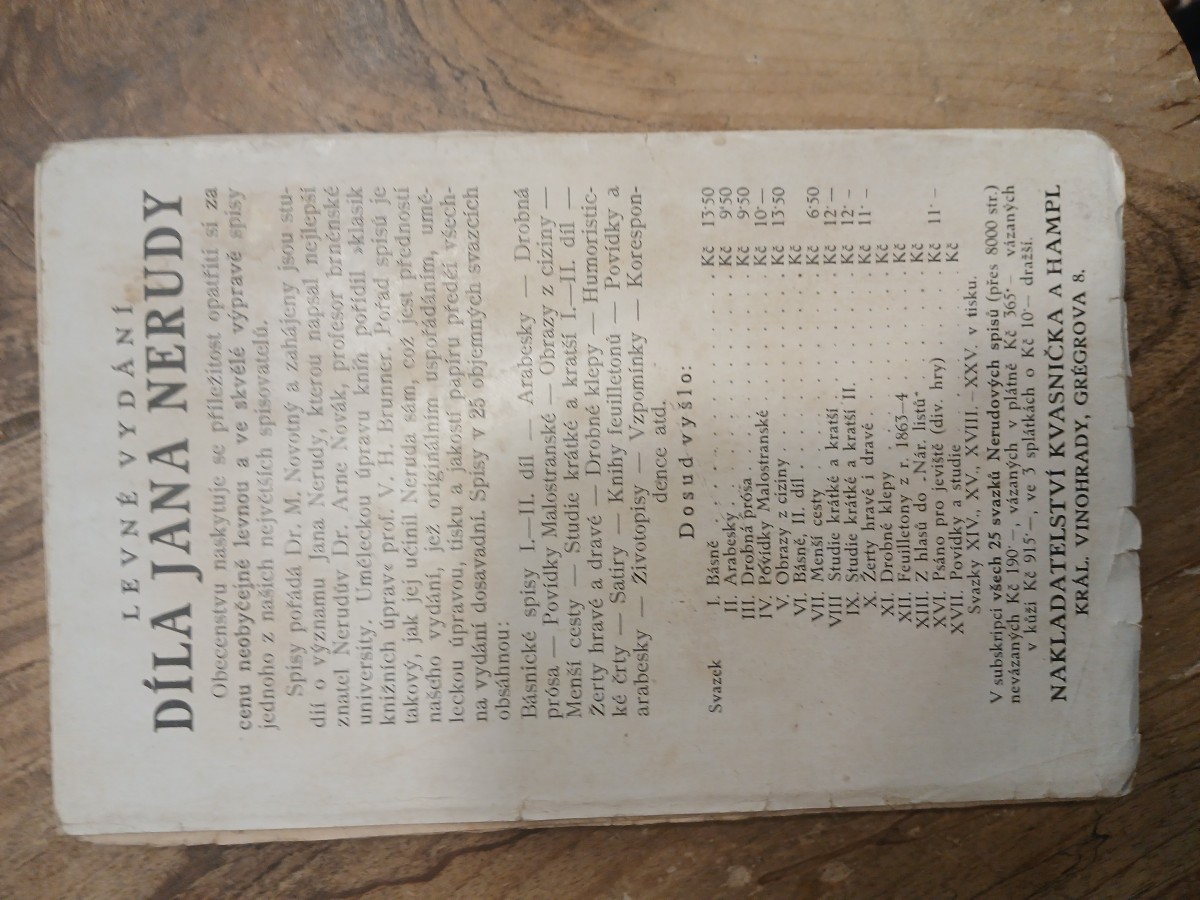 LEVNÉ VYDÁNÍ
DÍLA JANA NERUDY
Obecenstvu naskytuje se příležitost opatřiti si za
cenu neobyčejně levnou a ve skvělé výpravě spisy
jednoho z našich největších spisovatelů.
Spisy pořádá Dr. M. Novotný a zahájeny jsou stu-
dií o významu Jana Nerudy, kterou napsal nejlepší
znatel Nerudův Dr. Arne Novák, profesor brněnské
university. Uměleckou úpravu knih pořídil »klasik
knižních úprav« prof. V. H. Brunner. Pořad spisů je
takový, jak jej učinil Neruda sám, což jest předností
našeho vydání, jež originálním uspořádáním, umě-
leckou úpravou, tisku a jakostí papíru předčí všech-
na vydání dosavadní. Spisy v 25 objemných svazcích
obsáhnou:
Básnické spisy I.—II. díl — Arabesky — Drobná
prósa — Povídky Malostranské — Obrazy z ciziny —
Menší cesty — Studie krátké a kratší I.—II. díl —
Žerty hravé a dravé — Drobné klepy — Humoristic-
ké črty — Satiry — Knihy feuilletonů — Povídky a
arabesky — Životopisy — Vzpomínky — Korespon-
dence atd.
Dosud vyšlo:
Svazek I. Básně . . . . . . . . . . . . . Kč 13·50
II. Arabesky . . . . . . . . . . . . Kč 9·50
III. Drobná prósa . . . . . . . . . . Kč 9·50
IV. Povídky Malostranské . . . . . . . Kč 10·—
V. Obrazy z ciziny . . . . . . . . . Kč 13·50
VI. Básně, II. díl . . . . . . . . . . Kč
VII. Menší cesty . . . . . . . . . . . Kč 6·50
VIII Studie krátké a kratší . . . . . . Kč 12·—
IX. Studie krátké a kratší II. . . . . . Kč 12·–
X. Žerty hravé i dravé . . . . . . . . Kč 11·–
XI. Drobné klepy . . . . . . . . . . Kč
XII. Feuilletony z r. 1863–4 . . . . . . Kč
XIII. Z hlasů do „Nár. listů“ . . . . . . Kč
XVI. Psáno pro jeviště (div. hry) . . . . Kč 11·–
XVII. Povídky a studie . . . . . . . . . Kč
Svazky XIV., XV., XVIII.–XXV. v tisku.
V subskripci všech 25 svazků Nerudových spisů (přes 8000 str.)
nevázaných Kč 190·–, vázaných v plátně Kč 365·– vázaných
v kůži Kč 915·–, ve 3 splátkách o Kč 10·– dražší.
NAKLADATELSTVÍ KVASNIČKA A HAMPL
KRÁL. VINOHRADY, GRÉGROVA 8.